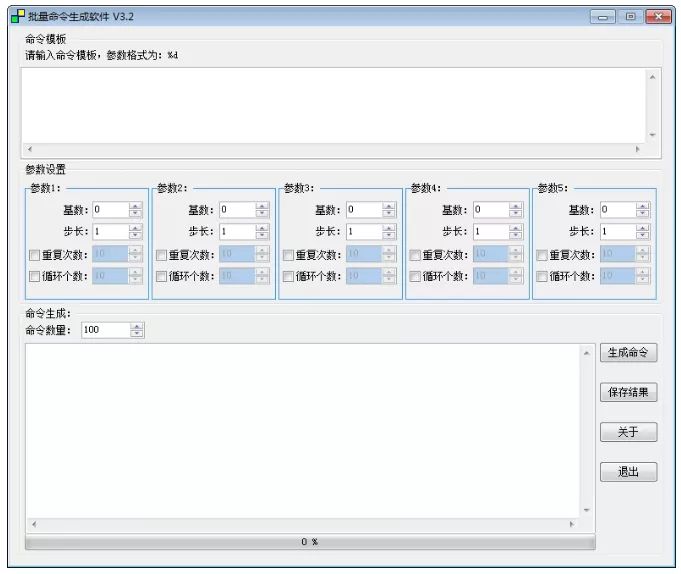 批量命令生成软件 V3.2
命令模板
请输入命令模板，参数格式为：%d
参数设置
参数1： 参数2： 参数3： 参数4： 参数5：
基数： 0 基数： 0 基数： 0 基数： 0 基数： 0
步长： 1 步长： 1 步长： 1 步长： 1 步长： 1
重复次数： 10 重复次数： 10 重复次数： 10 重复次数： 10 重复次数： 10
循环个数： 10 循环个数： 10 循环个数： 10 循环个数： 10 循环个数： 10
命令生成：
命令数量： 100
生成命令
保存结果
关于
退出
0 %